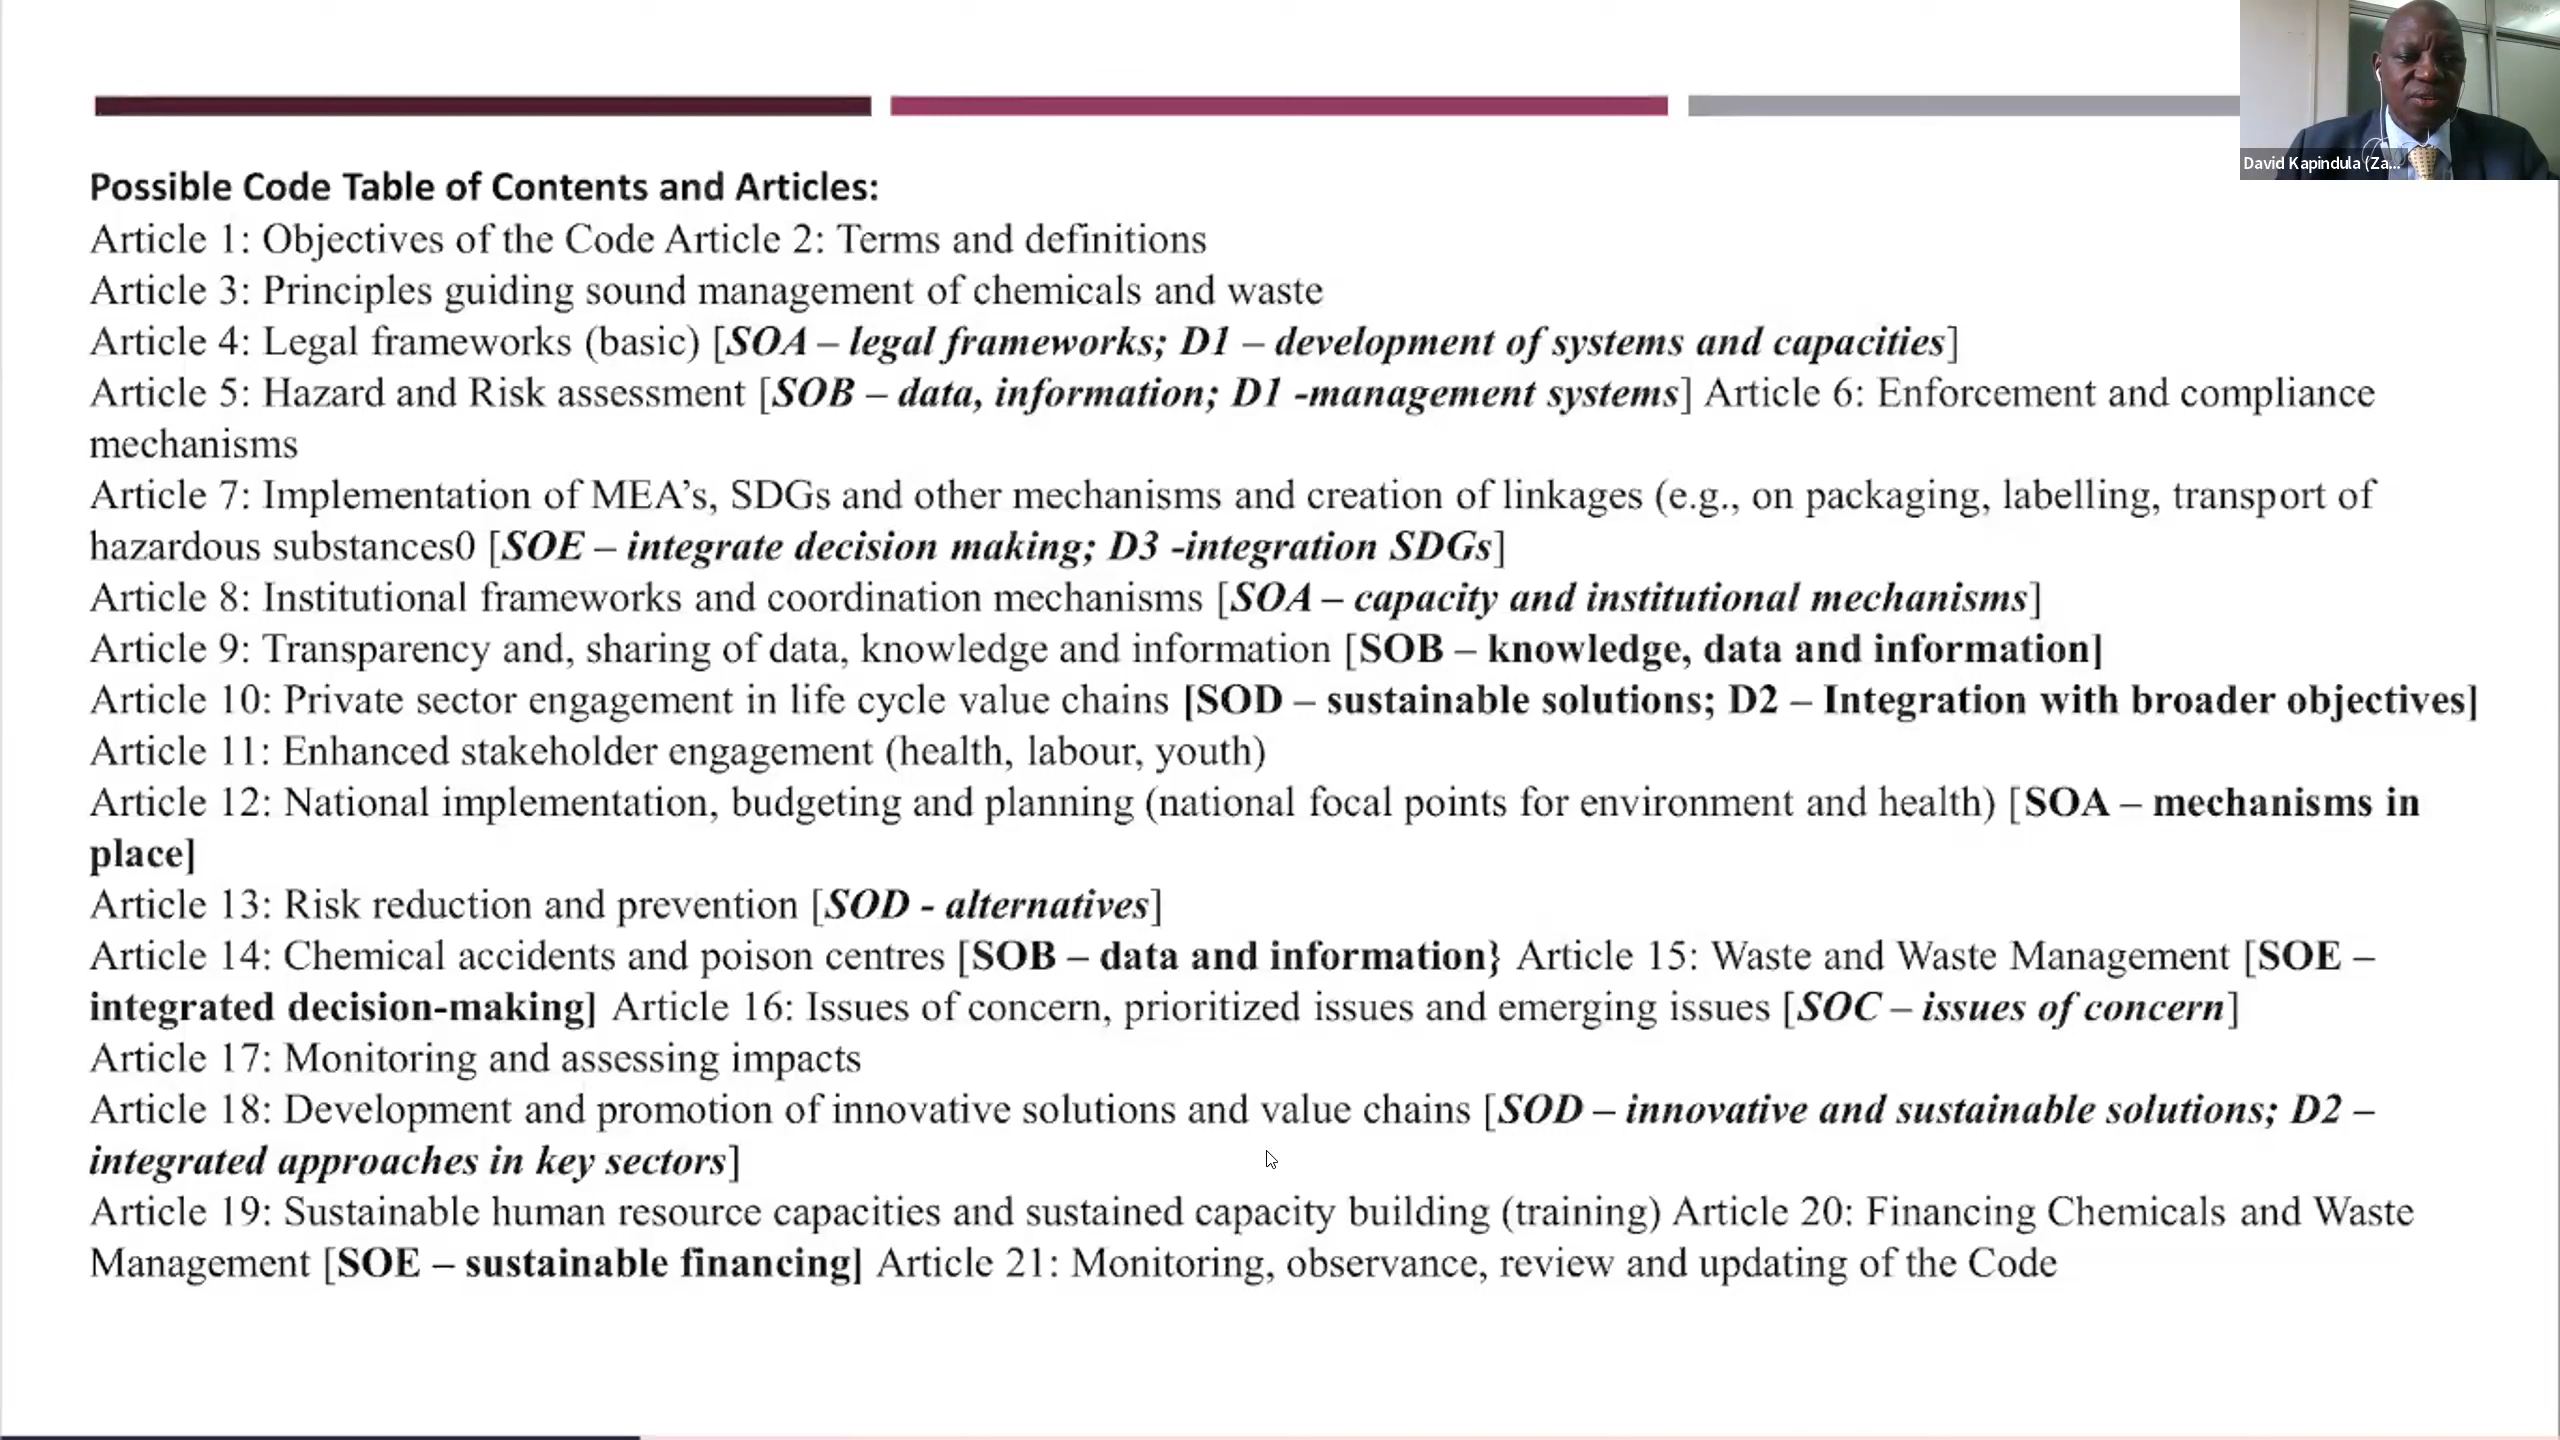 David Kapindula (Za...
Possible Code Table of Contents and Articles:
Article 1: Objectives of the Code Article 2: Terms and definitions
Article 3: Principles guiding sound management of chemicals and waste
Article 4: Legal frameworks (basic) [SOA – legal frameworks; D1 – development of systems and capacities]
Article 5: Hazard and Risk assessment [SOB – data, information; D1 -management systems] Article 6: Enforcement and compliance
mechanisms
Article 7: Implementation of MEA’s, SDGs and other mechanisms and creation of linkages (e.g., on packaging, labelling, transport of
hazardous substances0 [SOE – integrate decision making; D3 -integration SDGs]
Article 8: Institutional frameworks and coordination mechanisms [SOA – capacity and institutional mechanisms]
Article 9: Transparency and, sharing of data, knowledge and information [SOB – knowledge, data and information]
Article 10: Private sector engagement in life cycle value chains [SOD – sustainable solutions; D2 – Integration with broader objectives]
Article 11: Enhanced stakeholder engagement (health, labour, youth)
Article 12: National implementation, budgeting and planning (national focal points for environment and health) [SOA – mechanisms in
place]
Article 13: Risk reduction and prevention [SOD - alternatives]
Article 14: Chemical accidents and poison centres [SOB – data and information} Article 15: Waste and Waste Management [SOE –
integrated decision-making] Article 16: Issues of concern, prioritized issues and emerging issues [SOC – issues of concern]
Article 17: Monitoring and assessing impacts
Article 18: Development and promotion of innovative solutions and value chains [SOD – innovative and sustainable solutions; D2 –
integrated approaches in key sectors]
Article 19: Sustainable human resource capacities and sustained capacity building (training) Article 20: Financing Chemicals and Waste
Management [SOE – sustainable financing] Article 21: Monitoring, observance, review and updating of the Code